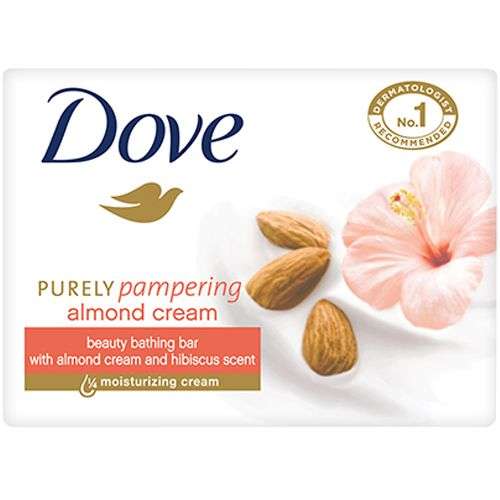 Dove
DERMATOLOGIST
No.1
RECOMMENDED
PURELY pampering
almond cream
beauty bathing bar
with almond cream and hibiscus scent
¼ moisturizing cream